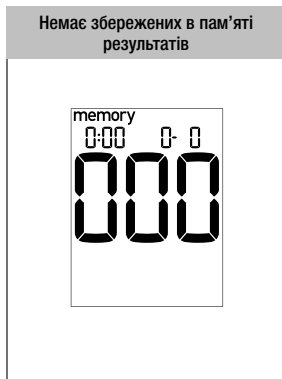 Немає збережених в пам’яті
результатів
memory
0:00 0- 0
000